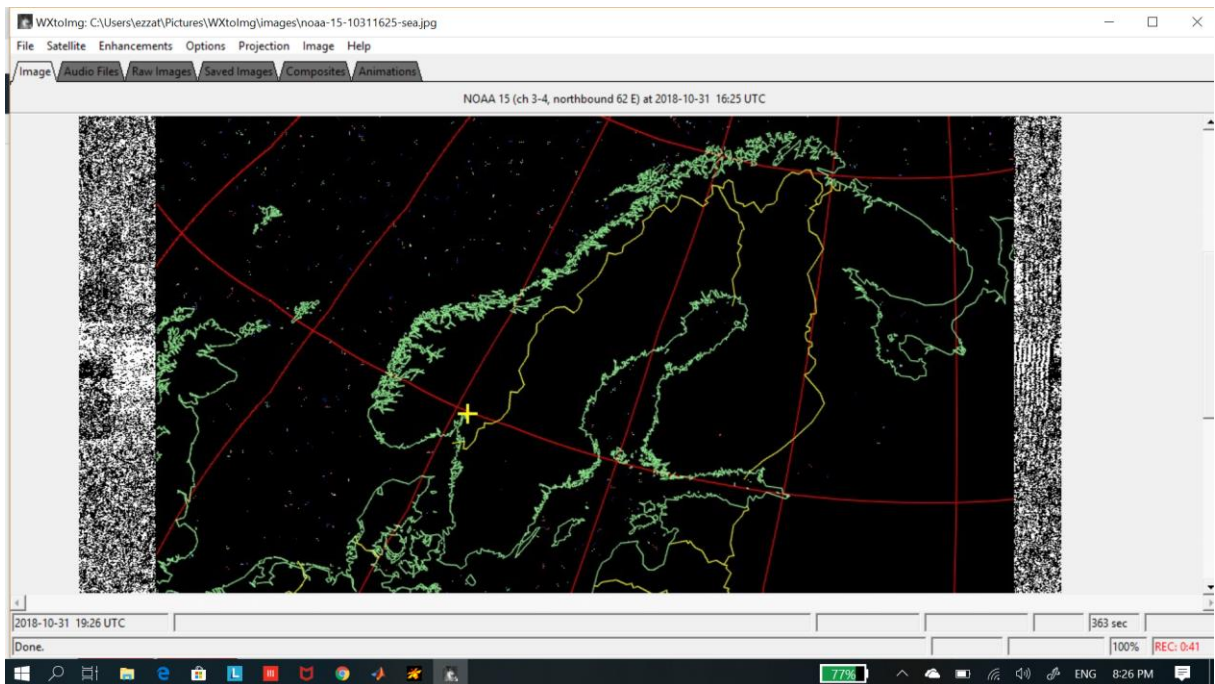 WXtoImg: C:\Users\ezzat\Pictures\WXtoImg\images\noaa-15-10311625-sea.jpg
File Satellite Enhancements Options Projection Image Help
Image Audio Files Raw Images Saved Images Composites Animations
NOAA 15 (ch 3-4, northbound 62 E) at 2018-10-31 16:25 UTC
2018-10-31 19:26 UTC 363 sec
Done. 100% REC: 0:41
L 77% ENG 8:26 PM